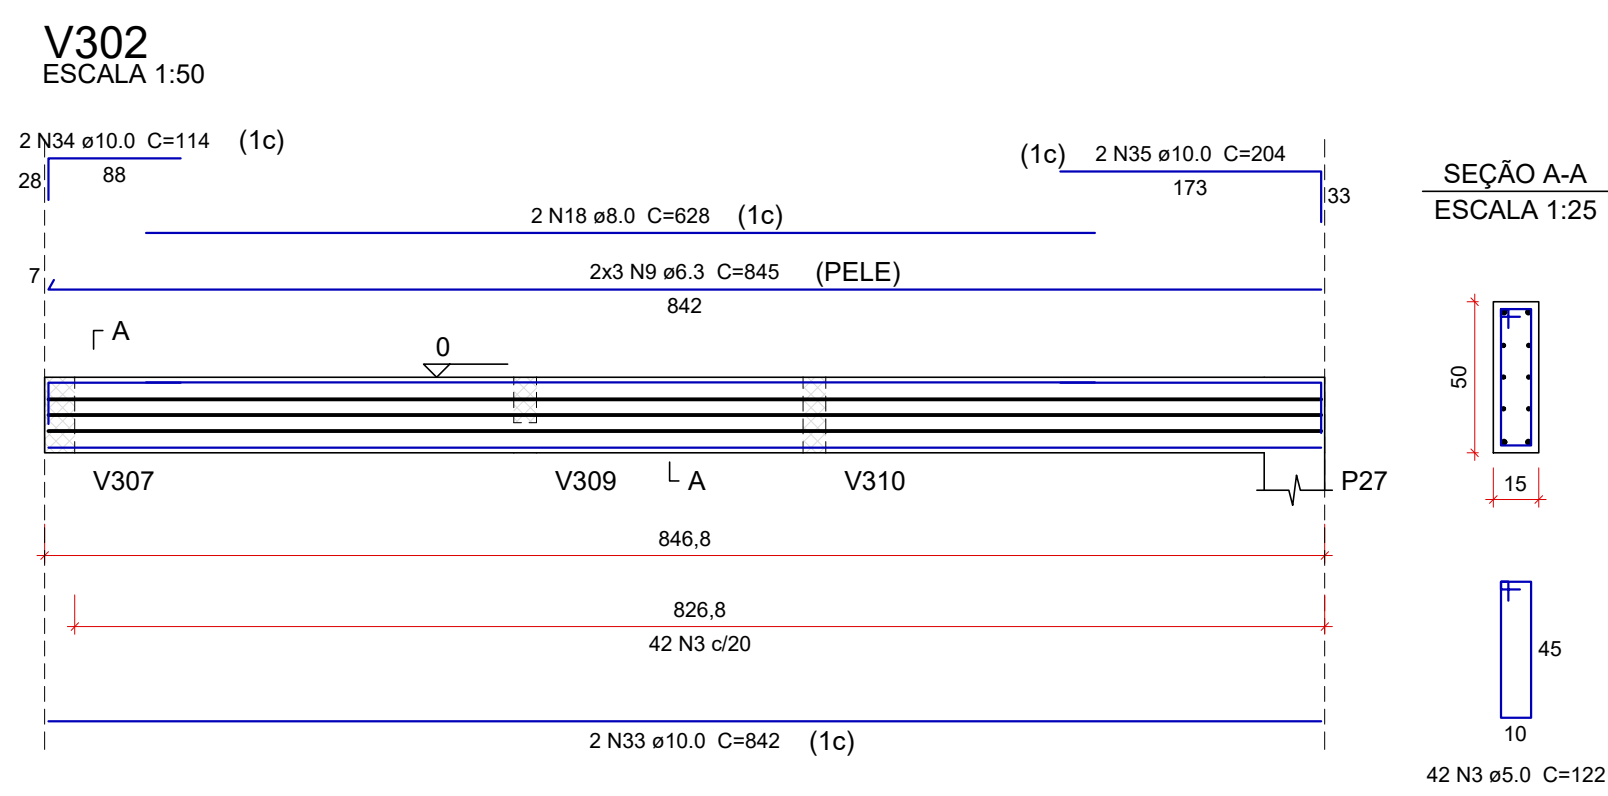 V302
ESCALA 1:50
2 N34 ø10.0 C=114 (1c)
28
88
(1c) 2 N35 ø10.0 C=204
173
33
2 N18 ø8.0 C=628 (1c)
7
2x3 N9 ø6.3 C=845 (PELE)
842
A
0
V307
V309
A
V310
P27
846,8
826,8
42 N3 c/20
2 N33 ø10.0 C=842 (1c)
SEÇÃO A-A
ESCALA 1:25
50
15
45
10
42 N3 ø5.0 C=122